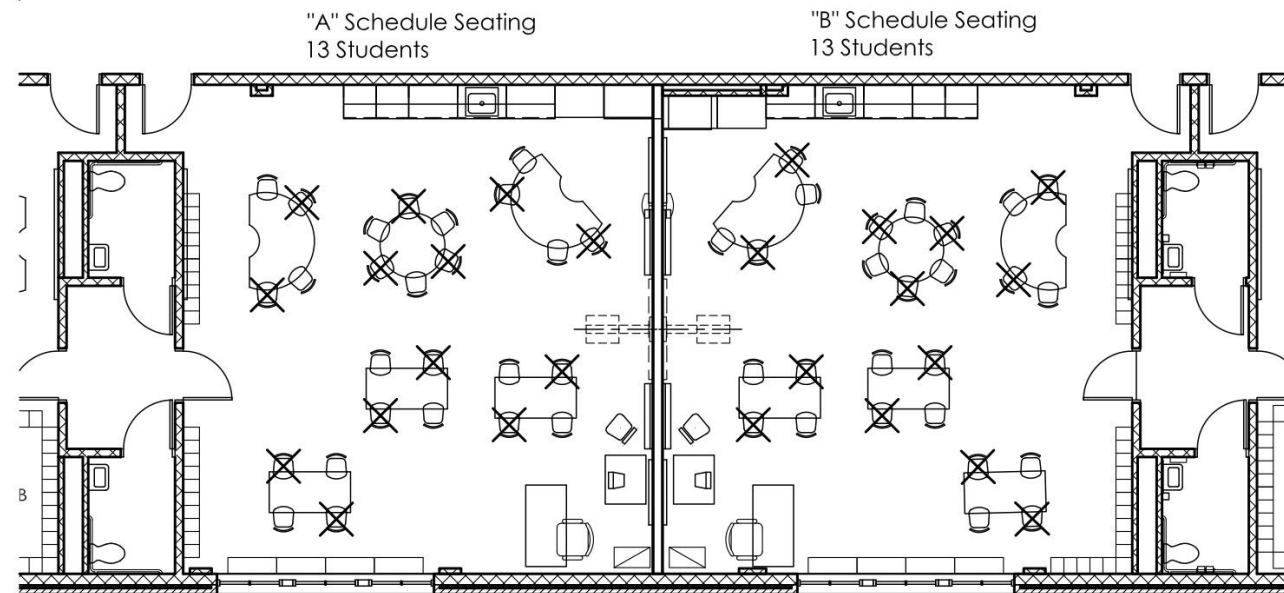 "A" Schedule Seating
13 Students
"B" Schedule Seating
13 Students
B